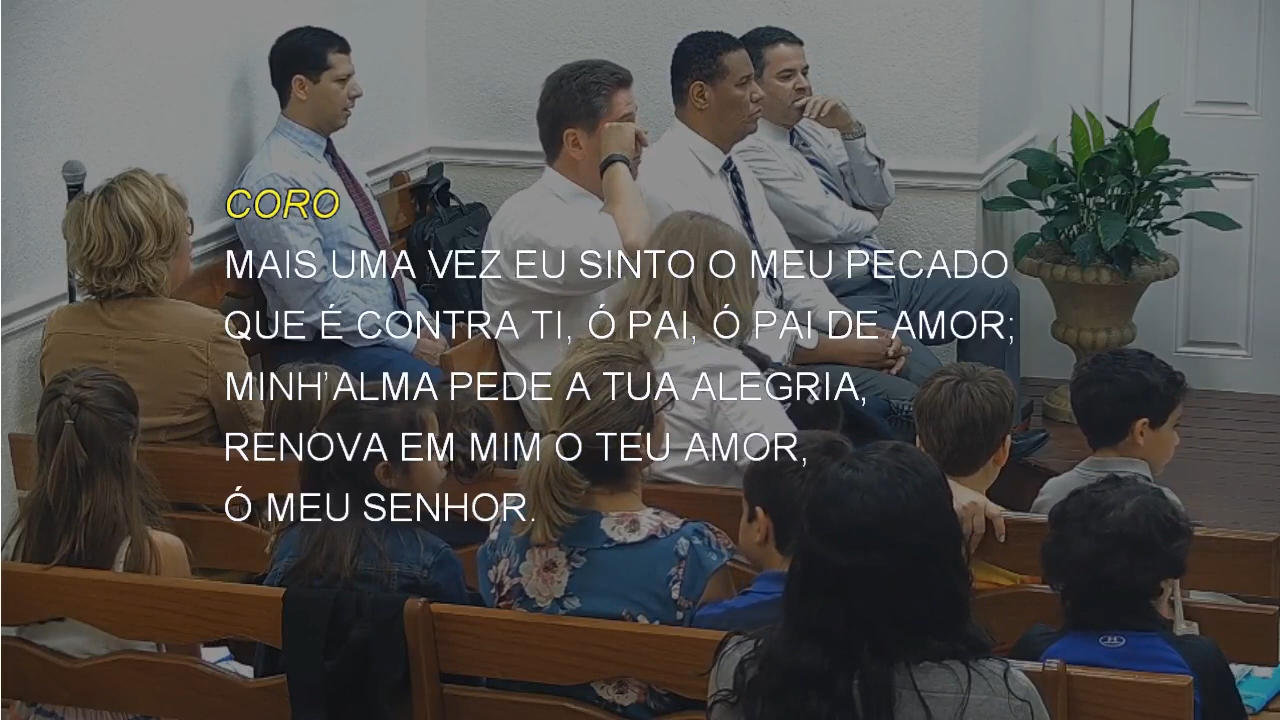 CORO
MAIS UMA VEZ EU SINTO O MEU PECADO
QUE É CONTRA TI, Ó PAI, Ó PAI DE AMOR;
MINH’ALMA PEDE A TUA ALEGRIA,
RENOVA EM MIM O TEU AMOR,
Ó MEU SENHOR.